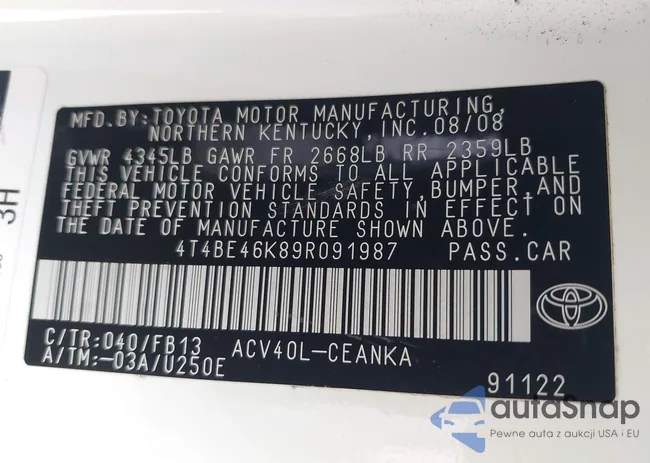 MFD. BY: TOYOTA MOTOR MANUFACTURING,
NORTHERN KENTUCKY, INC. 08/08
GVWR 4345LB GAWR FR 2668LB RR 2359LB
THIS VEHICLE CONFORMS TO ALL APPLICABLE
FEDERAL MOTOR VEHICLE SAFETY, BUMPER, AND
THEFT PREVENTION STANDARDS IN EFFECT ON
THE DATE OF MANUFACTURE SHOWN ABOVE.
4T4BE46K89R091987 PASS.CAR
C/TR: 040/FB13 ACV40L-CEANKA
A/TM: -03A/U250E
91122
3H
autoSnap
Pewne auta z aukcji USA i EU